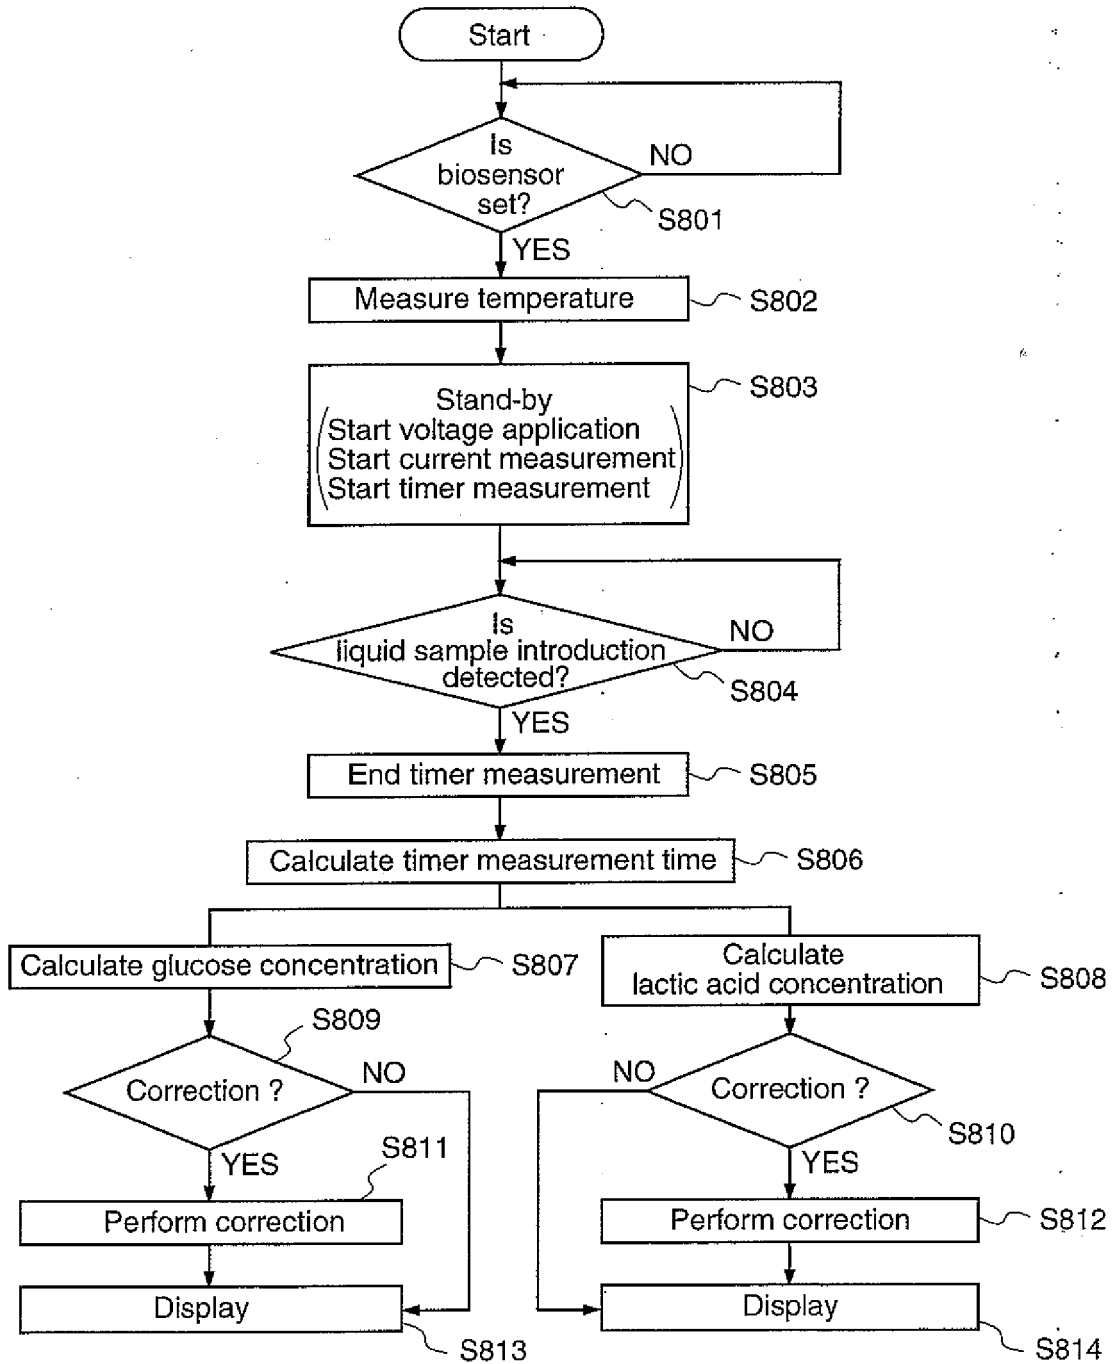 Start
Is
biosensor
set?
NO
S801
YES
Measure temperature
S802
S803
Stand-by
Start voltage application
Start current measurement
Start timer measurement
Is
liquid sample introduction
detected?
NO
S804
YES
End timer measurement
S805
Calculate timer measurement time
S806
Calculate glucose concentration
S807
Calculate
lactic acid concentration
S808
S809
Correction ?
NO
NO
Correction ?
S810
YES
S811
YES
Perform correction
Perform correction
S812
Display
S813
Display
S814